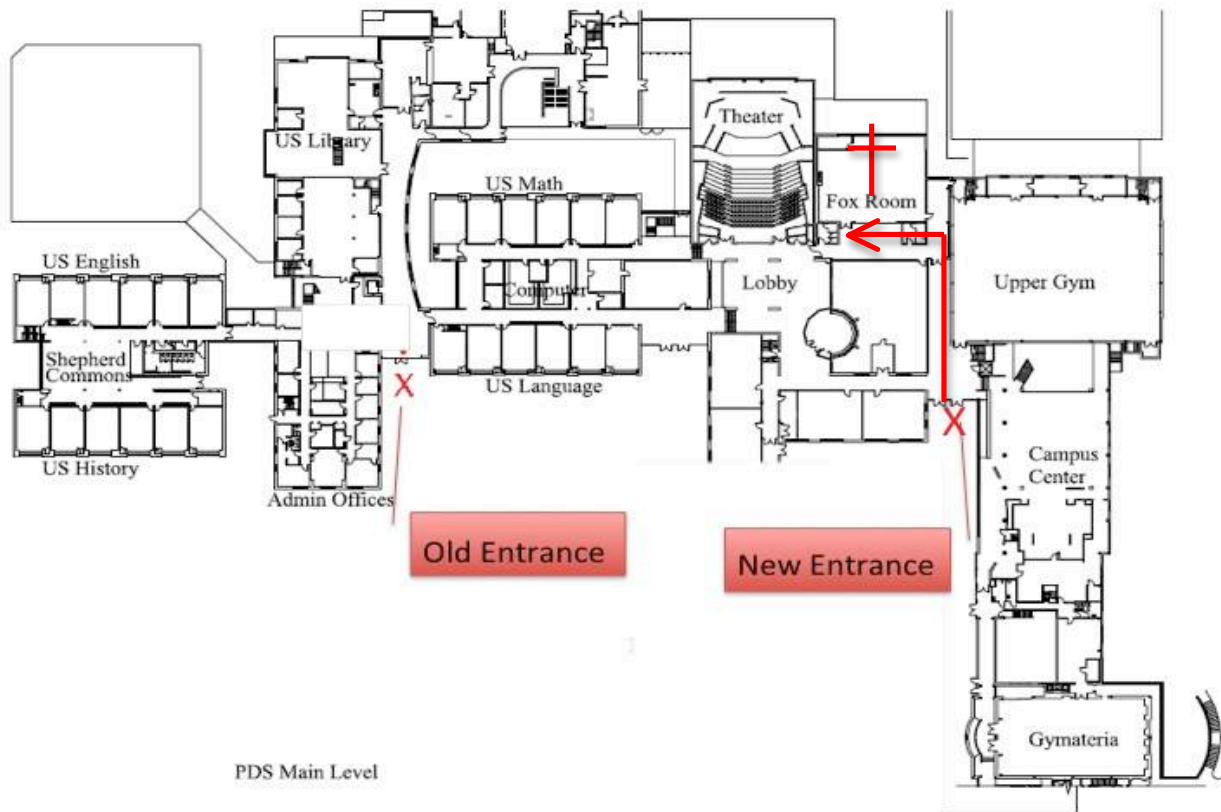 Theater
US Library
US Math
Fox Room
US English
Computer
Lobby
Upper Gym
Shepherd
Commons
US Language
X
X
US History
Admin Offices
Campus
Center
Old Entrance
New Entrance
Gymateria
PDS Main Level